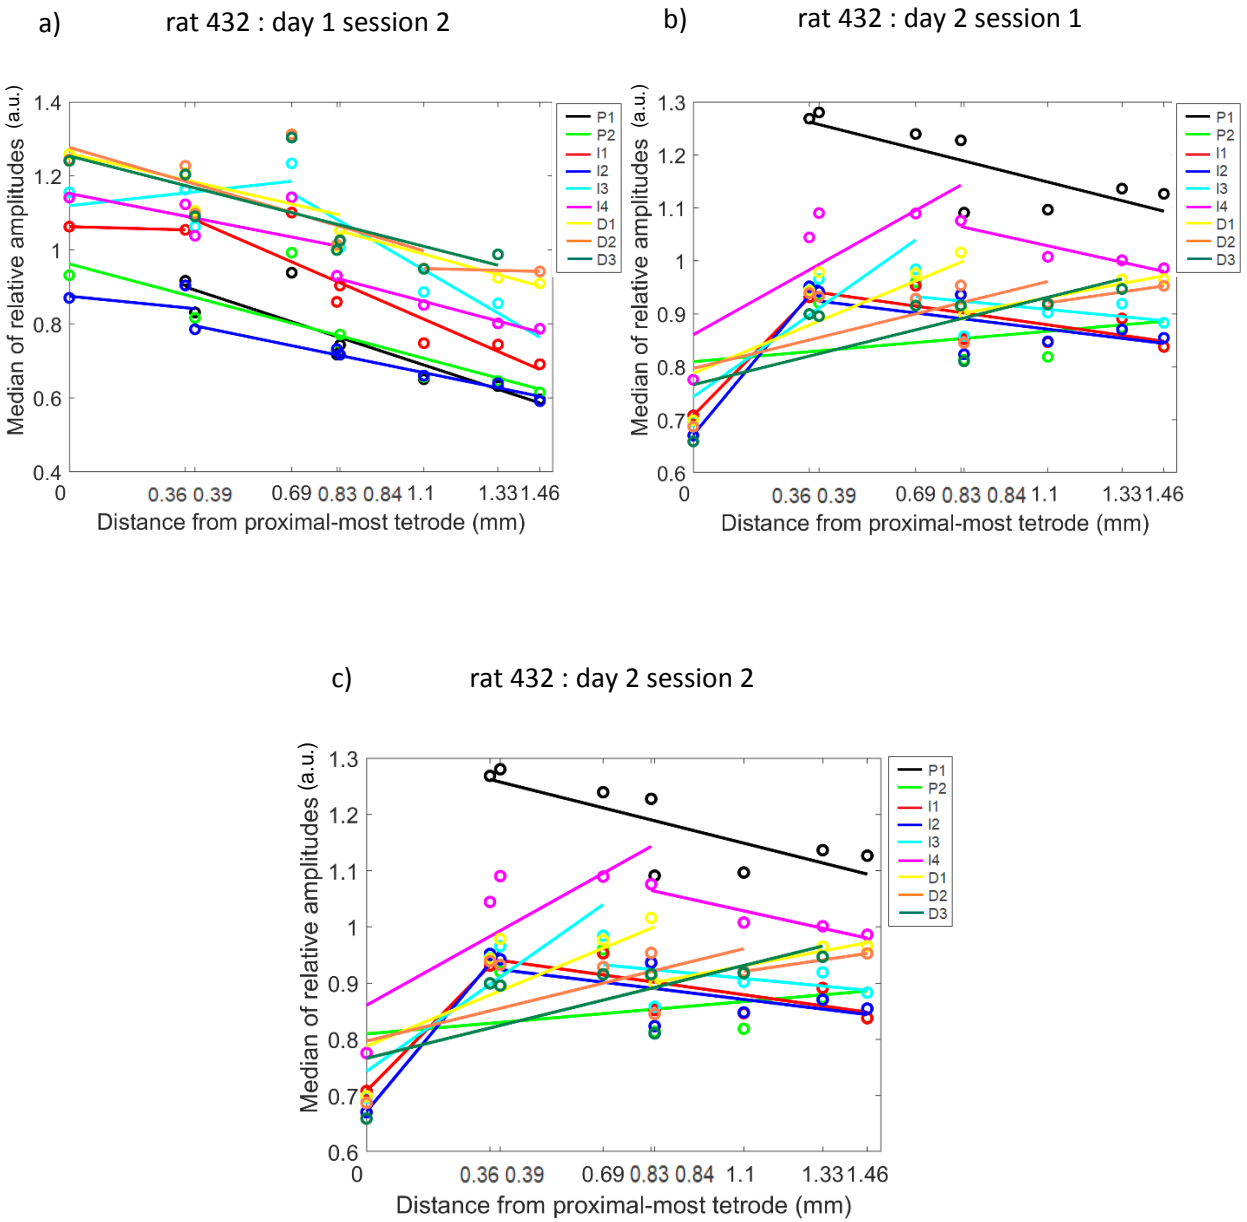 a)
rat 432 : day 1 session 2
Median of relative amplitudes (a.u.)
1.4
1.2
1
0.8
0.6
0.4
0 0.36 0.39 0.69 0.83 0.84 1.1 1.33 1.46
Distance from proximal-most tetrode (mm)
P1
P2
I1
I2
I3
I4
D1
D2
D3
b)
rat 432 : day 2 session 1
Median of relative amplitudes (a.u.)
1.3
1.2
1.1
1
0.9
0.8
0.7
0.6
0 0.36 0.39 0.69 0.83 0.84 1.1 1.33 1.46
Distance from proximal-most tetrode (mm)
P1
P2
I1
I2
I3
I4
D1
D2
D3
c)
rat 432 : day 2 session 2
Median of relative amplitudes (a.u.)
1.3
1.2
1.1
1
0.9
0.8
0.7
0.6
0 0.36 0.39 0.69 0.83 0.84 1.1 1.33 1.46
Distance from proximal-most tetrode (mm)
P1
P2
I1
I2
I3
I4
D1
D2
D3